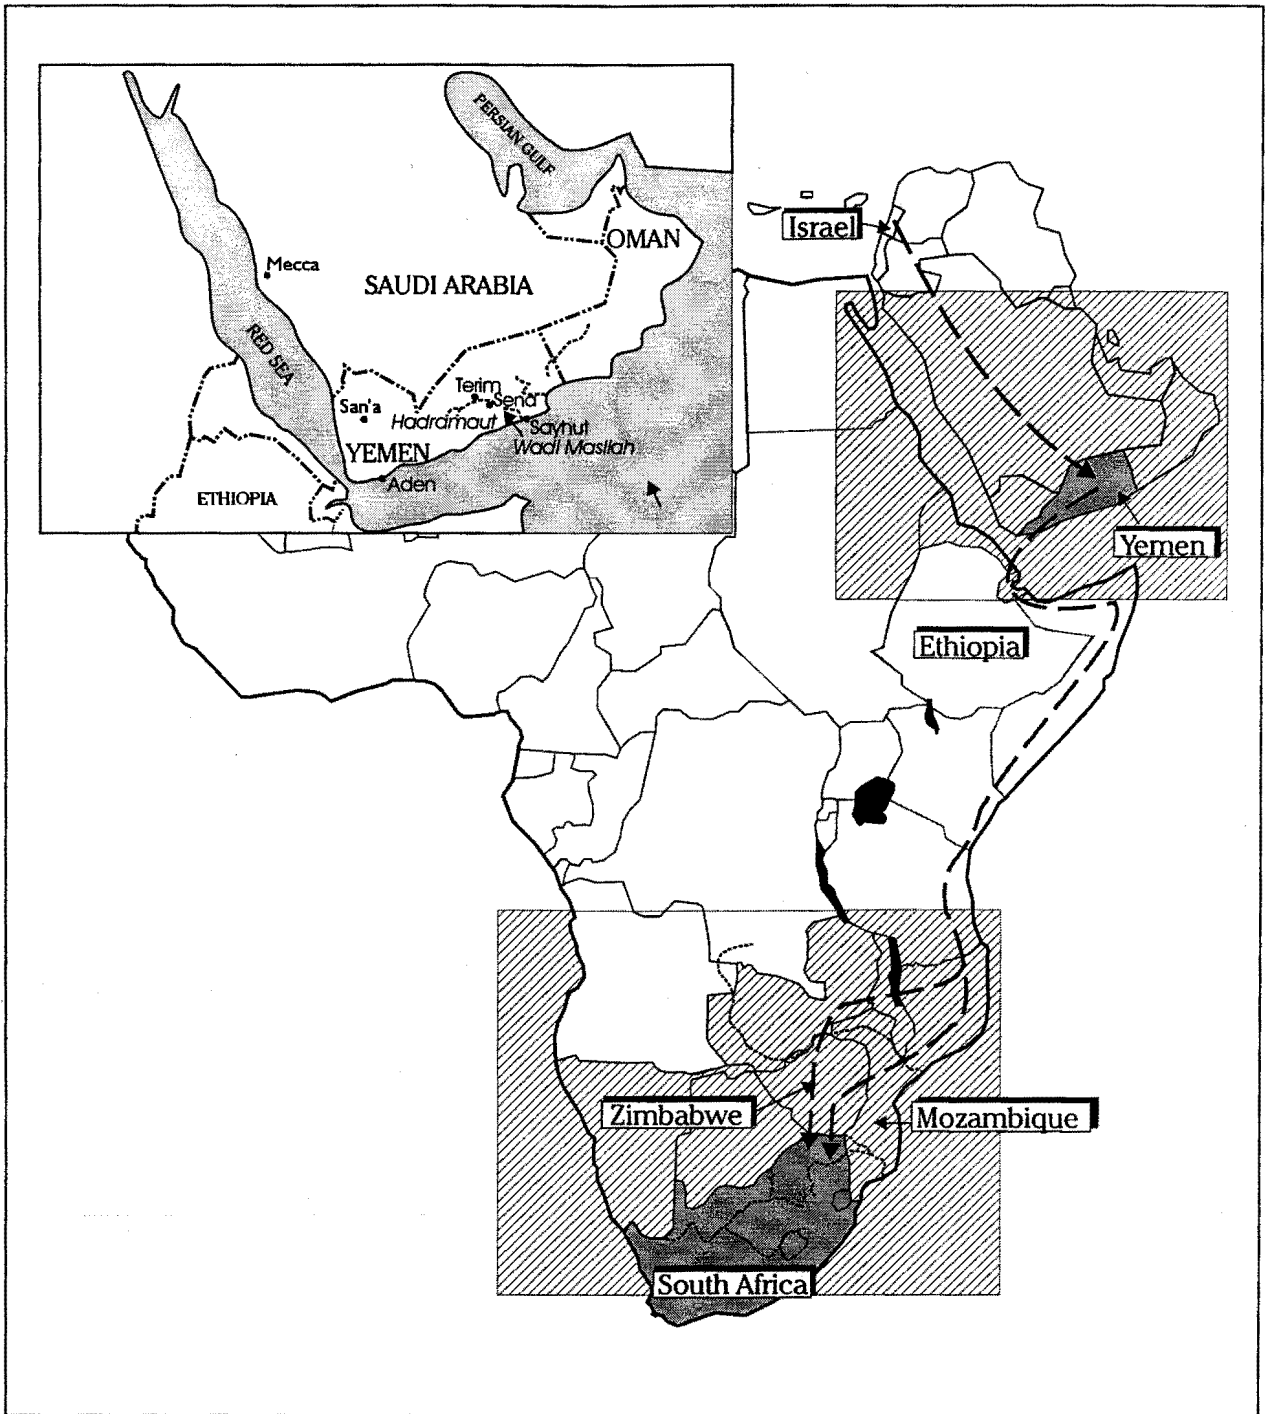 PERSIAN GULF
OMAN
Mecca
SAUDI ARABIA
RED SEA
Terim
Sena
San'a
Hadramaut
Sayhut
Wadi Masilah
YEMEN
Aden
ETHIOPIA
Israel
Yemen
Ethiopia
Zimbabwe
Mozambique
South Africa